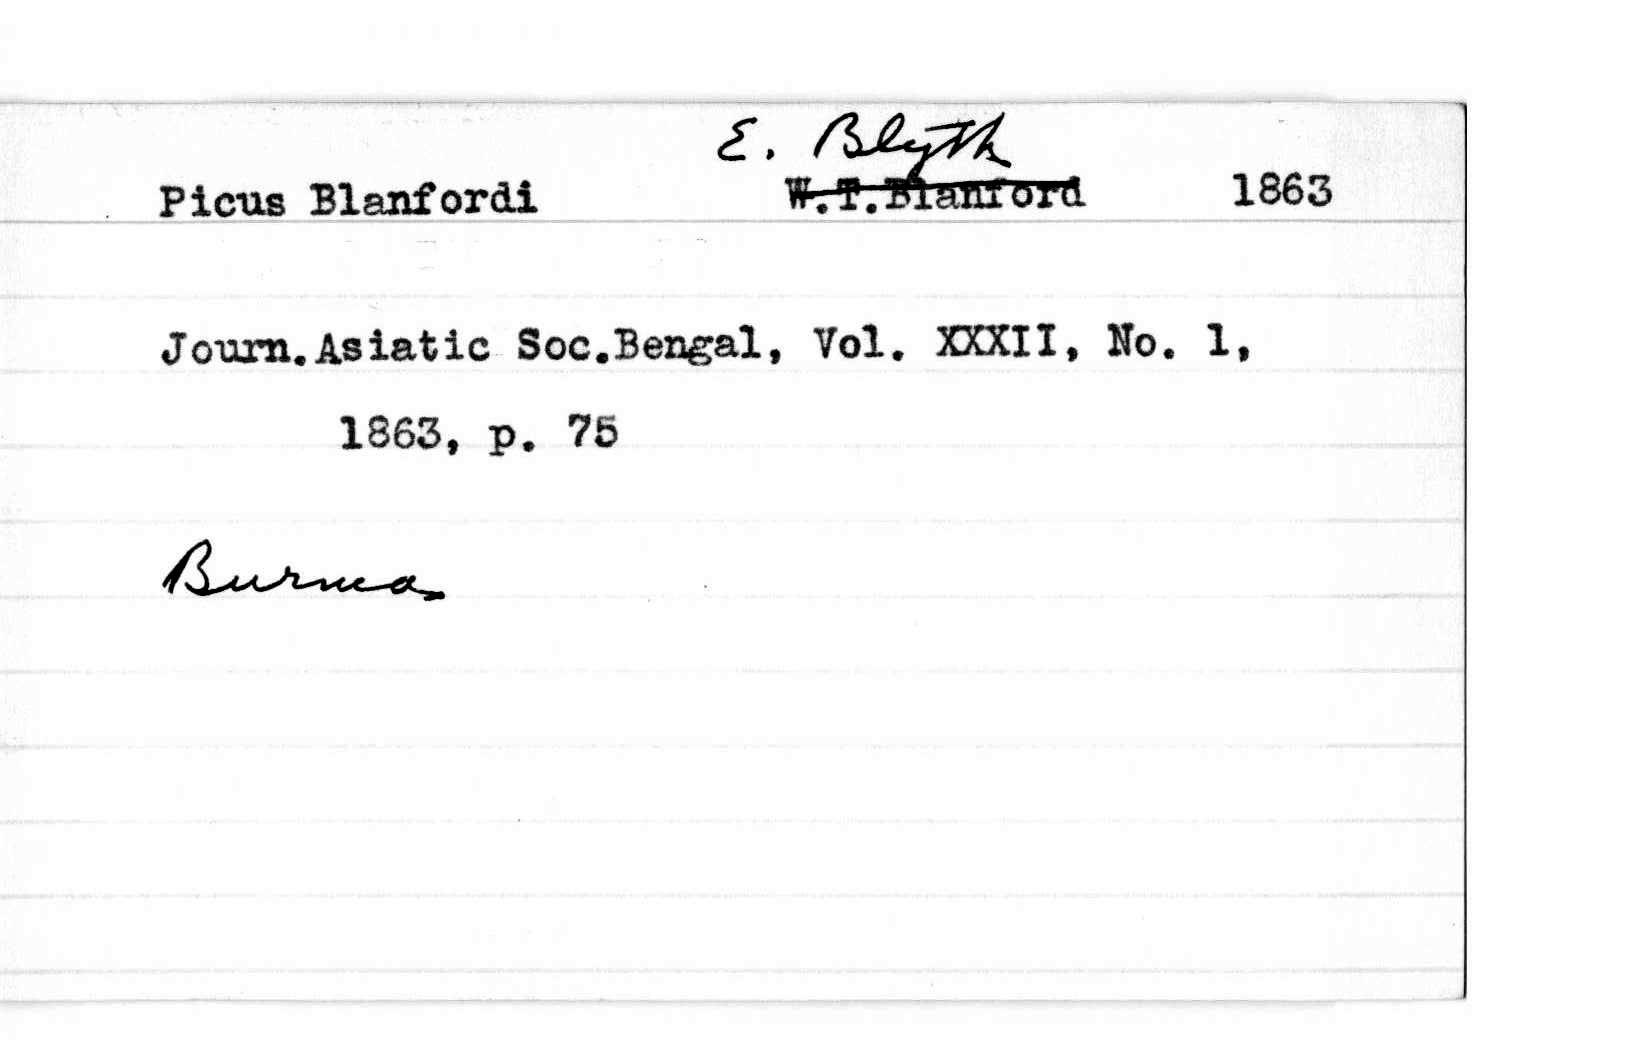 E. Blyth
Picus Blanfordi W.T.Blanford 1863
Journ.Asiatic Soc.Bengal, Vol. XXXII, No. 1,
1863, p. 75
Burma